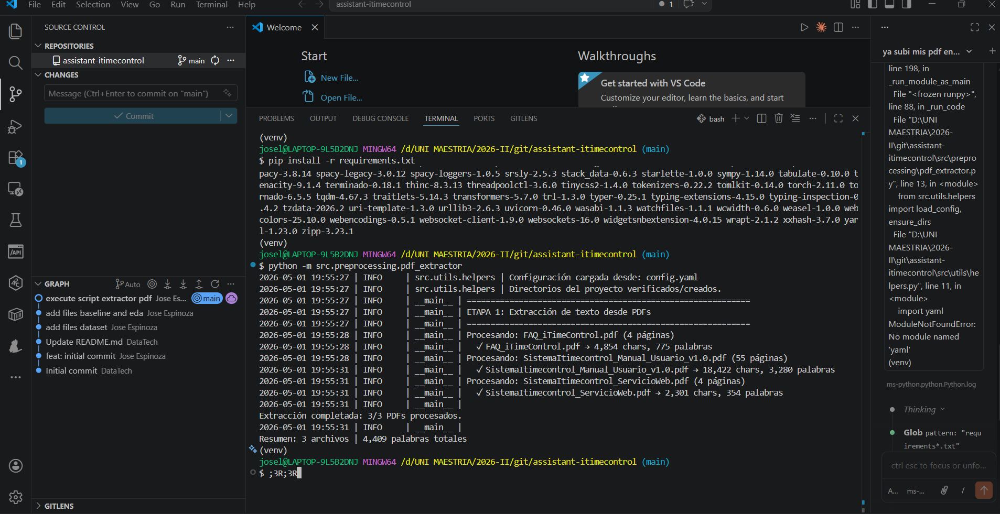 File Edit Selection View Go Run Terminal Help
assistant-itimecontrol
1
SOURCE CONTROL
REPOSITORIES
assistant-itimecontrol main
CHANGES
Message (Ctrl+Enter to commit on "main")
Commit
1
/API
GRAPH Auto
execute script extractor pdf Jose Es... main
add files baseline and eda Jose Espinoza
add files dataset Jose Espinoza
Update README.md DataTech
feat: initial commit Jose Espinoza
Initial commit DataTech
GITLENS
Welcome
Start
New File...
Open File...
Walkthroughs
Get started with VS Code
Customize your editor, learn the basics, and start
PROBLEMS OUTPUT DEBUG CONSOLE TERMINAL PORTS GITLENS
bash
(venv)
josel@LAPTOP-9L5B2DNJ MINGW64 /d/UNI MAESTRIA/2026-II/git/assistant-itimecontrol (main)
$ pip install -r requirements.txt
pacy-3.8.14 spacy-legacy-3.0.12 spacy-loggers-1.0.5 srsly-2.5.3 stack_data-0.6.3 starlette-1.0.0 sympy-1.14.0 tabulate-0.10.0 t
enacity-9.1.4 terminado-0.18.1 thinc-8.3.13 threadpoolctl-3.6.0 tinycss2-1.4.0 tokenizers-0.22.2 tomlkit-0.14.0 torch-2.11.0 to
rnado-6.5.5 tqdm-4.67.3 traitlets-5.14.3 transformers-5.7.0 trl-1.3.0 typer-0.25.1 typing-extensions-4.15.0 typing-inspection-0
.4.2 tzdata-2026.2 uri-template-1.3.0 urllib3-2.6.3 uvicorn-0.46.0 wasabi-1.1.3 watchfiles-1.1.1 wcwidth-0.6.0 weasel-1.0.0 web
colors-25.10.0 webencodings-0.5.1 websocket-client-1.9.0 websockets-16.0 widgetsnbextension-4.0.15 wrapt-2.1.2 xxhash-3.7.0 yar
l-1.23.0 zipp-3.23.1
(venv)
josel@LAPTOP-9L5B2DNJ MINGW64 /d/UNI MAESTRIA/2026-II/git/assistant-itimecontrol (main)
$ python -m src.preprocessing.pdf_extractor
2026-05-01 19:55:27 | INFO | src.utils.helpers | Configuración cargada desde: config.yaml
2026-05-01 19:55:27 | INFO | src.utils.helpers | Directorios del proyecto verificados/creados.
2026-05-01 19:55:27 | INFO | __main__ | ============================================================
2026-05-01 19:55:27 | INFO | __main__ | ETAPA 1: Extracción de texto desde PDFs
2026-05-01 19:55:27 | INFO | __main__ | ============================================================
2026-05-01 19:55:28 | INFO | __main__ | Procesando: FAQ_iTimeControl.pdf (4 páginas)
2026-05-01 19:55:28 | INFO | __main__ | ✓ FAQ_iTimeControl.pdf → 4,854 chars, 775 palabras
2026-05-01 19:55:28 | INFO | __main__ | Procesando: SistemaItimecontrol_Manual_Usuario_v1.0.pdf (55 páginas)
2026-05-01 19:55:31 | INFO | __main__ | ✓ SistemaItimecontrol_Manual_Usuario_v1.0.pdf → 18,422 chars, 3,280 palabras
2026-05-01 19:55:31 | INFO | __main__ | Procesando: SistemaItimecontrol_ServicioWeb.pdf (4 páginas)
2026-05-01 19:55:31 | INFO | __main__ | ✓ SistemaItimecontrol_ServicioWeb.pdf → 2,301 chars, 354 palabras
2026-05-01 19:55:31 | INFO | __main__ |
Extracción completada: 3/3 PDFs procesados.
2026-05-01 19:55:31 | INFO | __main__ |
Resumen: 3 archivos | 4,409 palabras totales
(venv)
josel@LAPTOP-9L5B2DNJ MINGW64 /d/UNI MAESTRIA/2026-II/git/assistant-itimecontrol (main)
$ ;3R;3R
ya subi mis pdf en...
line 198, in
_run_module_as_main
File "<frozen runpy>",
line 88, in _run_code
File "D:\UNI
MAESTRIA\2026-
II\git\assistant-
itimecontrol\src\prepro
cessing\pdf_extractor.p
y", line 13, in <module>
from src.utils.helpers
import load_config,
ensure_dirs
File "D:\UNI
MAESTRIA\2026-
II\git\assistant-
itimecontrol\src\utils\he
lpers.py", line 11, in
<module>
import yaml
ModuleNotFoundError:
No module named
'yaml'
(venv)
ms-python.python.Python.log
Thinking
Glob pattern: "requ
irements*.txt"
ctrl esc to focus or unfo...
A... ms-... /